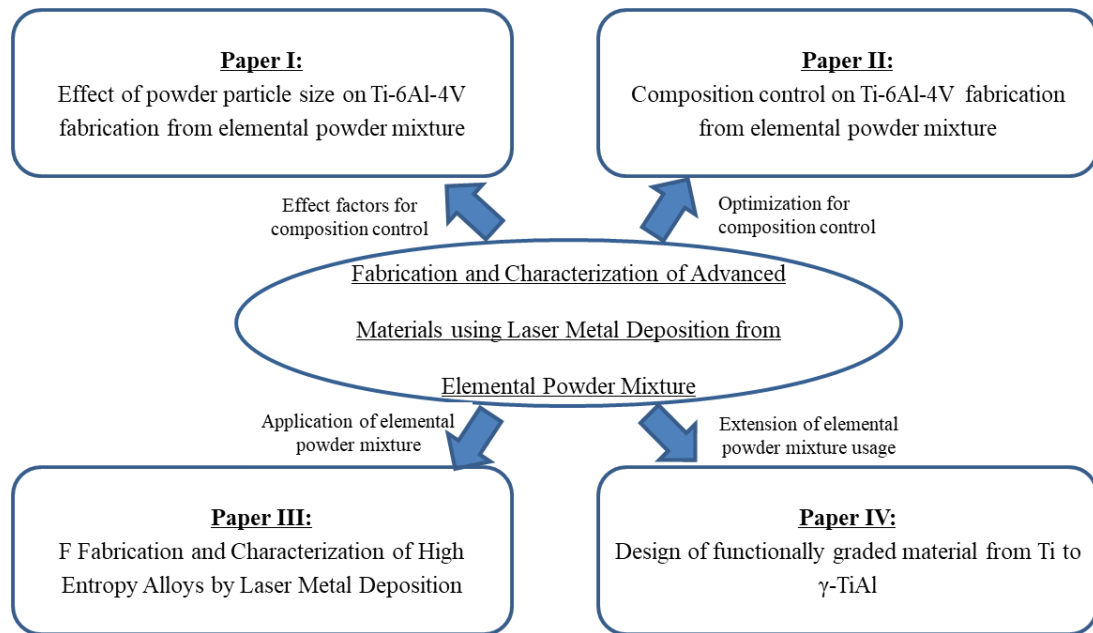 Paper I:
Effect of powder particle size on Ti-6Al-4V
fabrication from elemental powder mixture
Paper II:
Composition control on Ti-6Al-4V fabrication
from elemental powder mixture
Effect factors for
composition control
Optimization for
composition control
Fabrication and Characterization of Advanced
Materials using Laser Metal Deposition from
Elemental Powder Mixture
Application of elemental
powder mixture
Extension of elemental
powder mixture usage
Paper III:
F Fabrication and Characterization of High
Entropy Alloys by Laser Metal Deposition
Paper IV:
Design of functionally graded material from Ti to
γ-TiAl